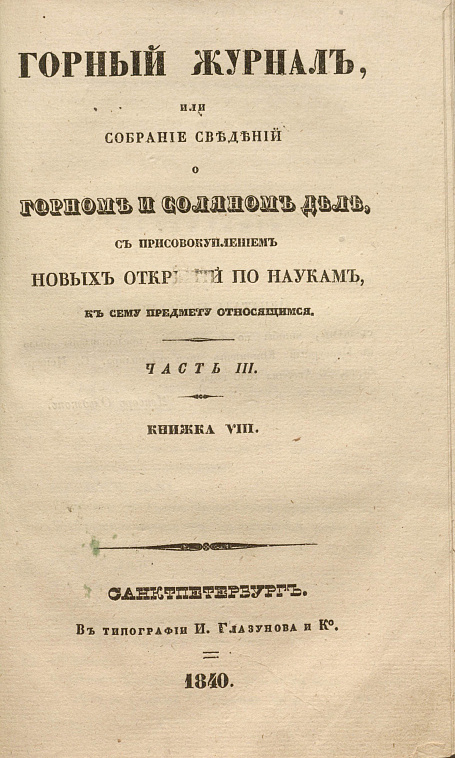 ГОРНЫЙ ЖУРНАЛЪ,
ИЛИ
СОБРАНІЕ СВѢДѢНІЙ
О
ГОРНОМЪ И СОЛЯНОМЪ ДѢЛѢ,
СЪ ПРИСОВОКУПЛЕНІЕМЪ
НОВЫХЪ ПО НАУКАМЪ,
КЪ СЕМУ ПРЕДМЕТУ ОТНОСЯЩИМСЯ.
ЧАСТЬ III.
КНИЖКА VIII.
САНКТПЕТЕРБУРГЪ.
Въ типографіи И. Глазунова и Ко.
1840.